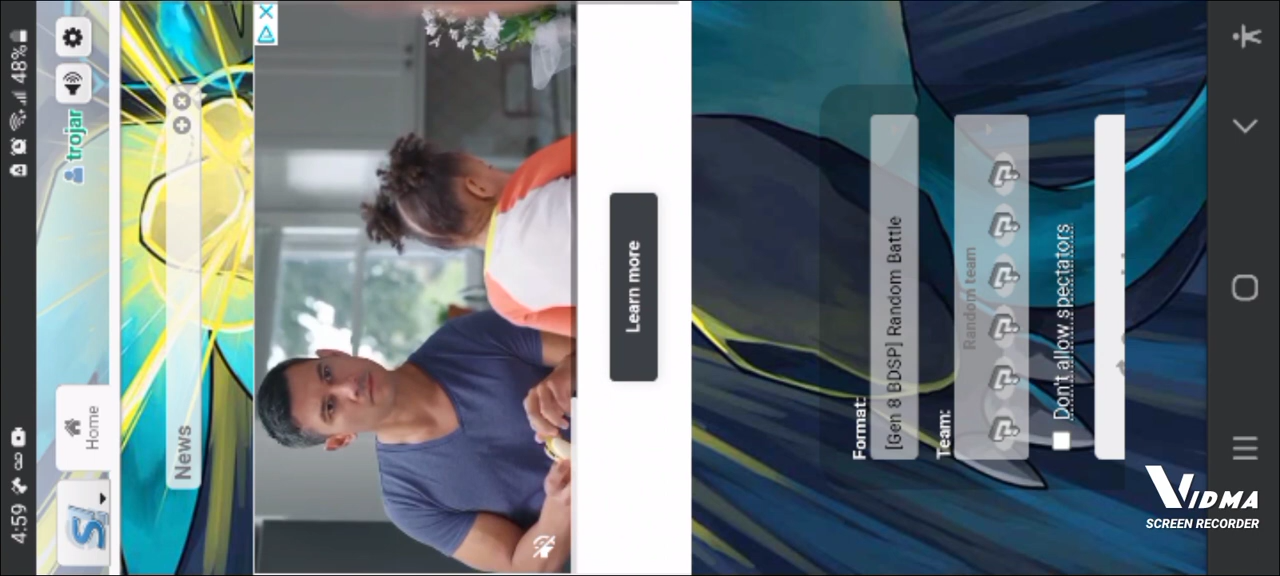 4:59
48%
Home
trojar
News
Learn more
Format:
[Gen 8 BDSP] Random Battle
Team:
Random team
Don't allow spectators
VIDMA
SCREEN RECORDER